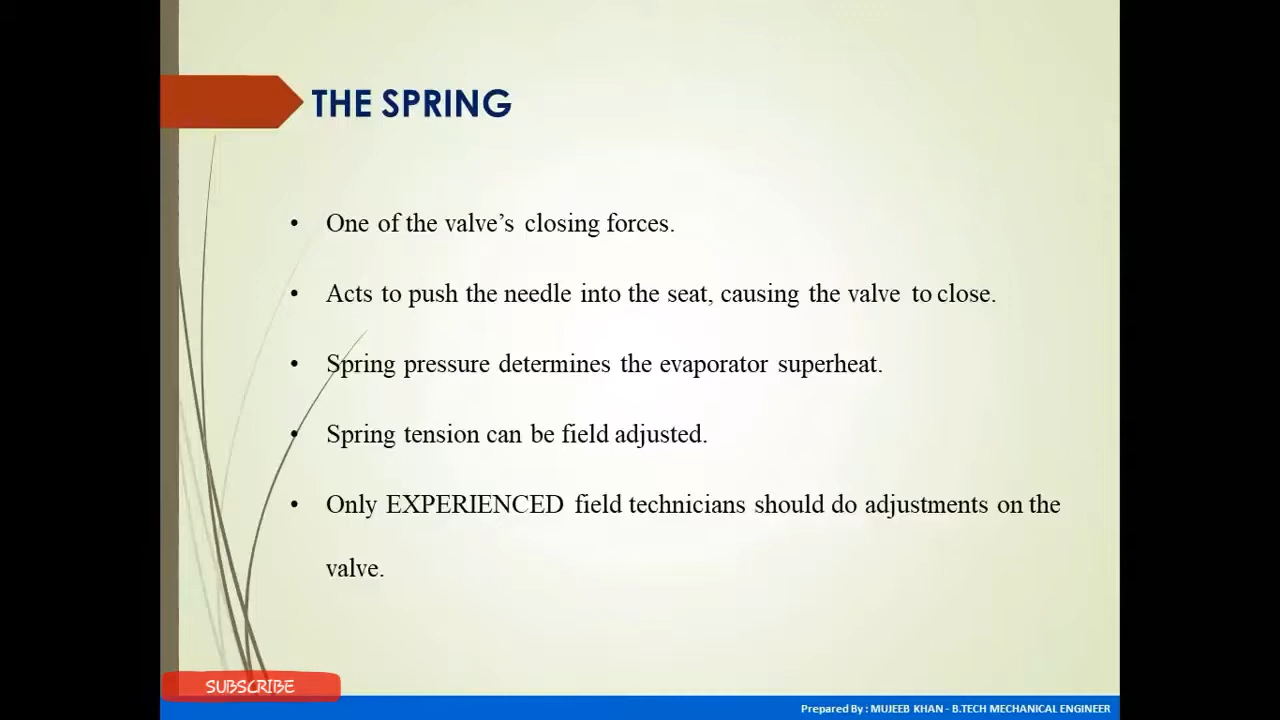 THE SPRING
• One of the valve’s closing forces.
• Acts to push the needle into the seat, causing the valve to close.
• Spring pressure determines the evaporator superheat.
• Spring tension can be field adjusted.
• Only EXPERIENCED field technicians should do adjustments on the
valve.
SUBSCRIBE
Prepared By : MUJEEB KHAN - B.TECH MECHANICAL ENGINEER